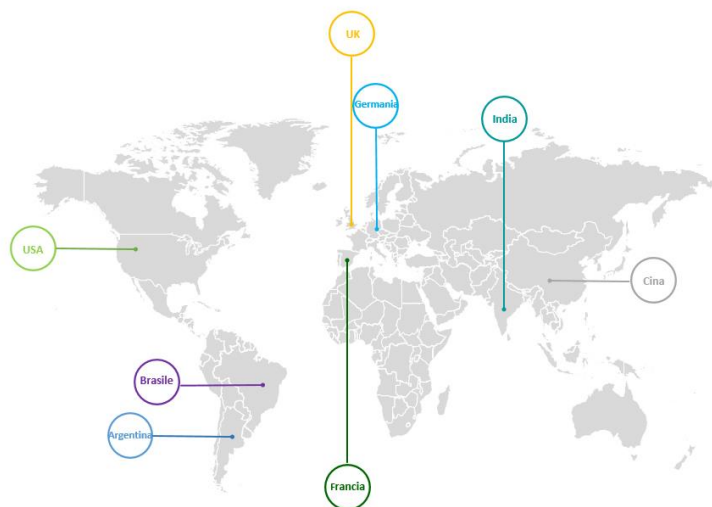 UK
Germania
India
USA
Cina
Brasile
Argentina
Francia